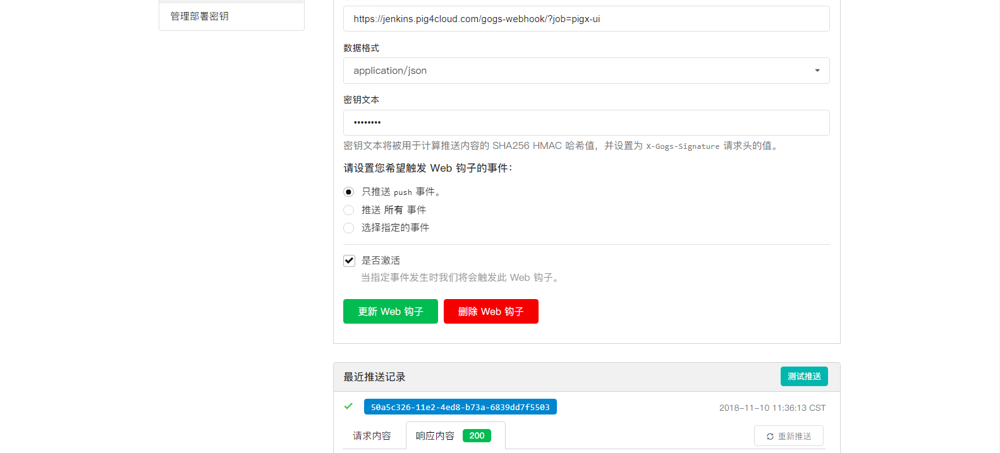 管理部署密钥
https://jenkins.pig4cloud.com/gogs-webhook/?job=pigx-ui
数据格式
application/json
密钥文本
••••••••
密钥文本将被用于计算推送内容的 SHA256 HMAC 哈希值，并设置为 X-Gogs-Signature 请求头的值。
请设置您希望触发 Web 钩子的事件：
只推送 push 事件。
推送 所有 事件
选择指定的事件
是否激活
当指定事件发生时我们将会触发此 Web 钩子。
更新 Web 钩子 删除 Web 钩子
最近推送记录 测试推送
50a5c326-11e2-4ed8-b73a-6839dd7f5503 2018-11-10 11:36:13 CST
请求内容 响应内容 200 重新推送